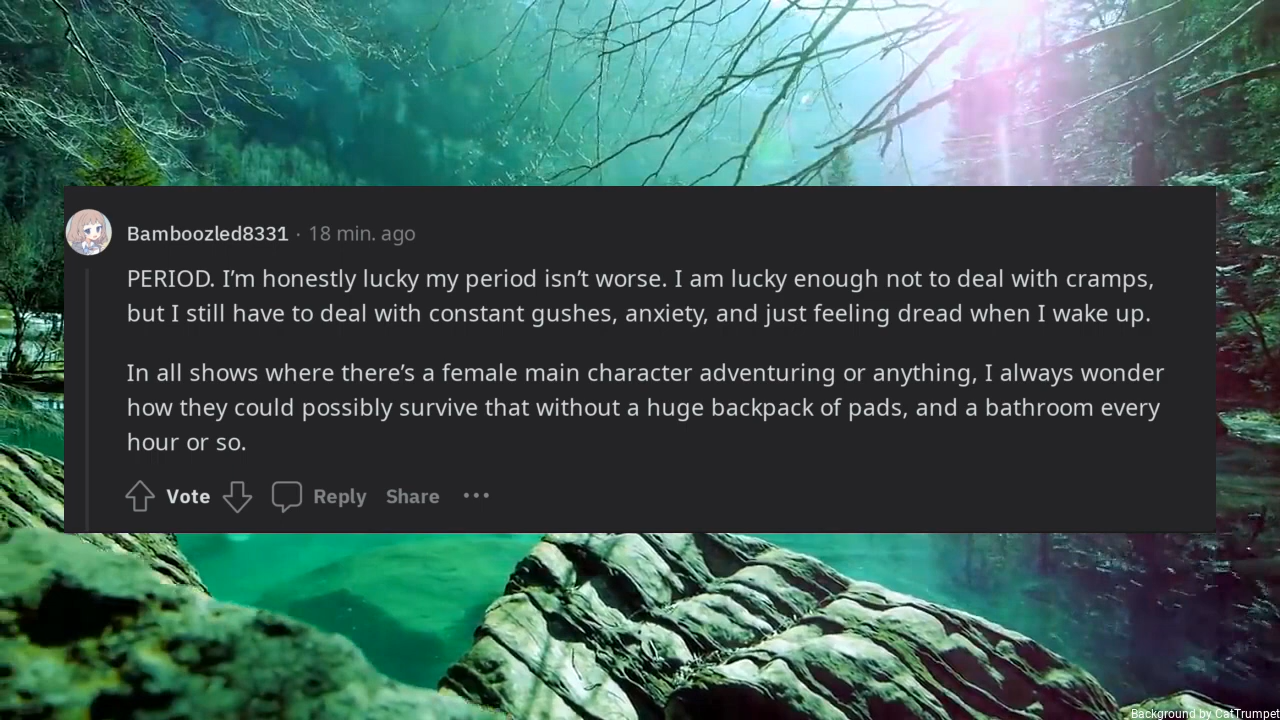 Bamboozled8331 · 18 min. ago
PERIOD. I’m honestly lucky my period isn’t worse. I am lucky enough not to deal with cramps,
but I still have to deal with constant gushes, anxiety, and just feeling dread when I wake up.
In all shows where there’s a female main character adventuring or anything, I always wonder
how they could possibly survive that without a huge backpack of pads, and a bathroom every
hour or so.
Vote Reply Share ···
Background by CatTrumpet